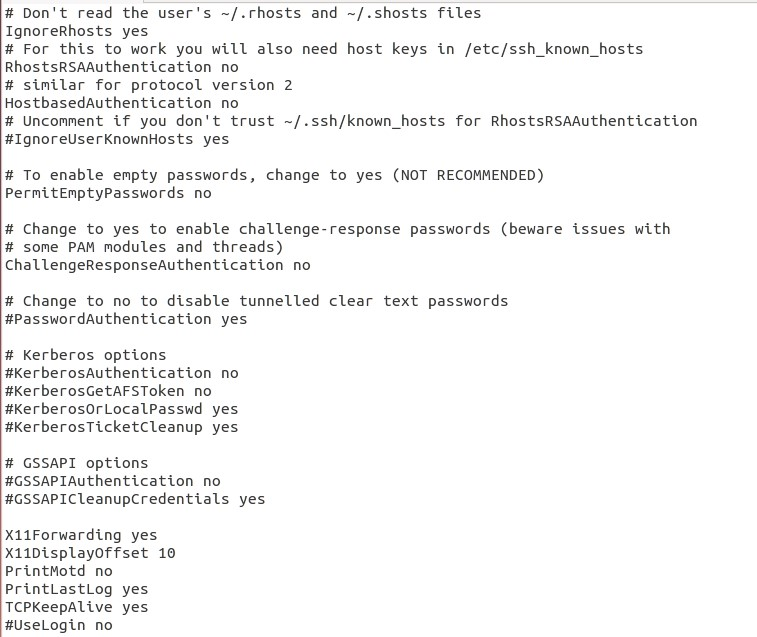 # Don't read the user's ~/.rhosts and ~/.shosts files
IgnoreRhosts yes
# For this to work you will also need host keys in /etc/ssh_known_hosts
RhostsRSAAuthentication no
# similar for protocol version 2
HostbasedAuthentication no
# Uncomment if you don't trust ~/.ssh/known_hosts for RhostsRSAAuthentication
#IgnoreUserKnownHosts yes

# To enable empty passwords, change to yes (NOT RECOMMENDED)
PermitEmptyPasswords no

# Change to yes to enable challenge-response passwords (beware issues with
# some PAM modules and threads)
ChallengeResponseAuthentication no

# Change to no to disable tunnelled clear text passwords
#PasswordAuthentication yes

# Kerberos options
#KerberosAuthentication no
#KerberosGetAFSToken no
#KerberosOrLocalPasswd yes
#KerberosTicketCleanup yes

# GSSAPI options
#GSSAPIAuthentication no
#GSSAPICleanupCredentials yes

X11Forwarding yes
X11DisplayOffset 10
PrintMotd no
PrintLastLog yes
TCPKeepAlive yes
#UseLogin no